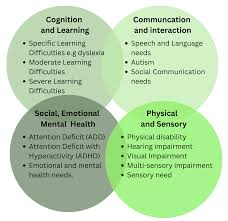 Cognition
and Learning
Specific Learning
Difficulties e.g dyslexia
Moderate Learning
Difficulties
Severe Learning
Difficulties
Communcation
and interaction
Speech and Language
needs
Autism
Social Communication
needs
Social, Emotional
Mental Health
Attention Deficit (ADD)
Attention Deficit with
Hyperactivity (ADHD)
Emotional and mental
health needs.
Physical
and Sensory
Physical disability
Hearing impairment
Visual Impairment
Multi-sensory impairment
Sensory need